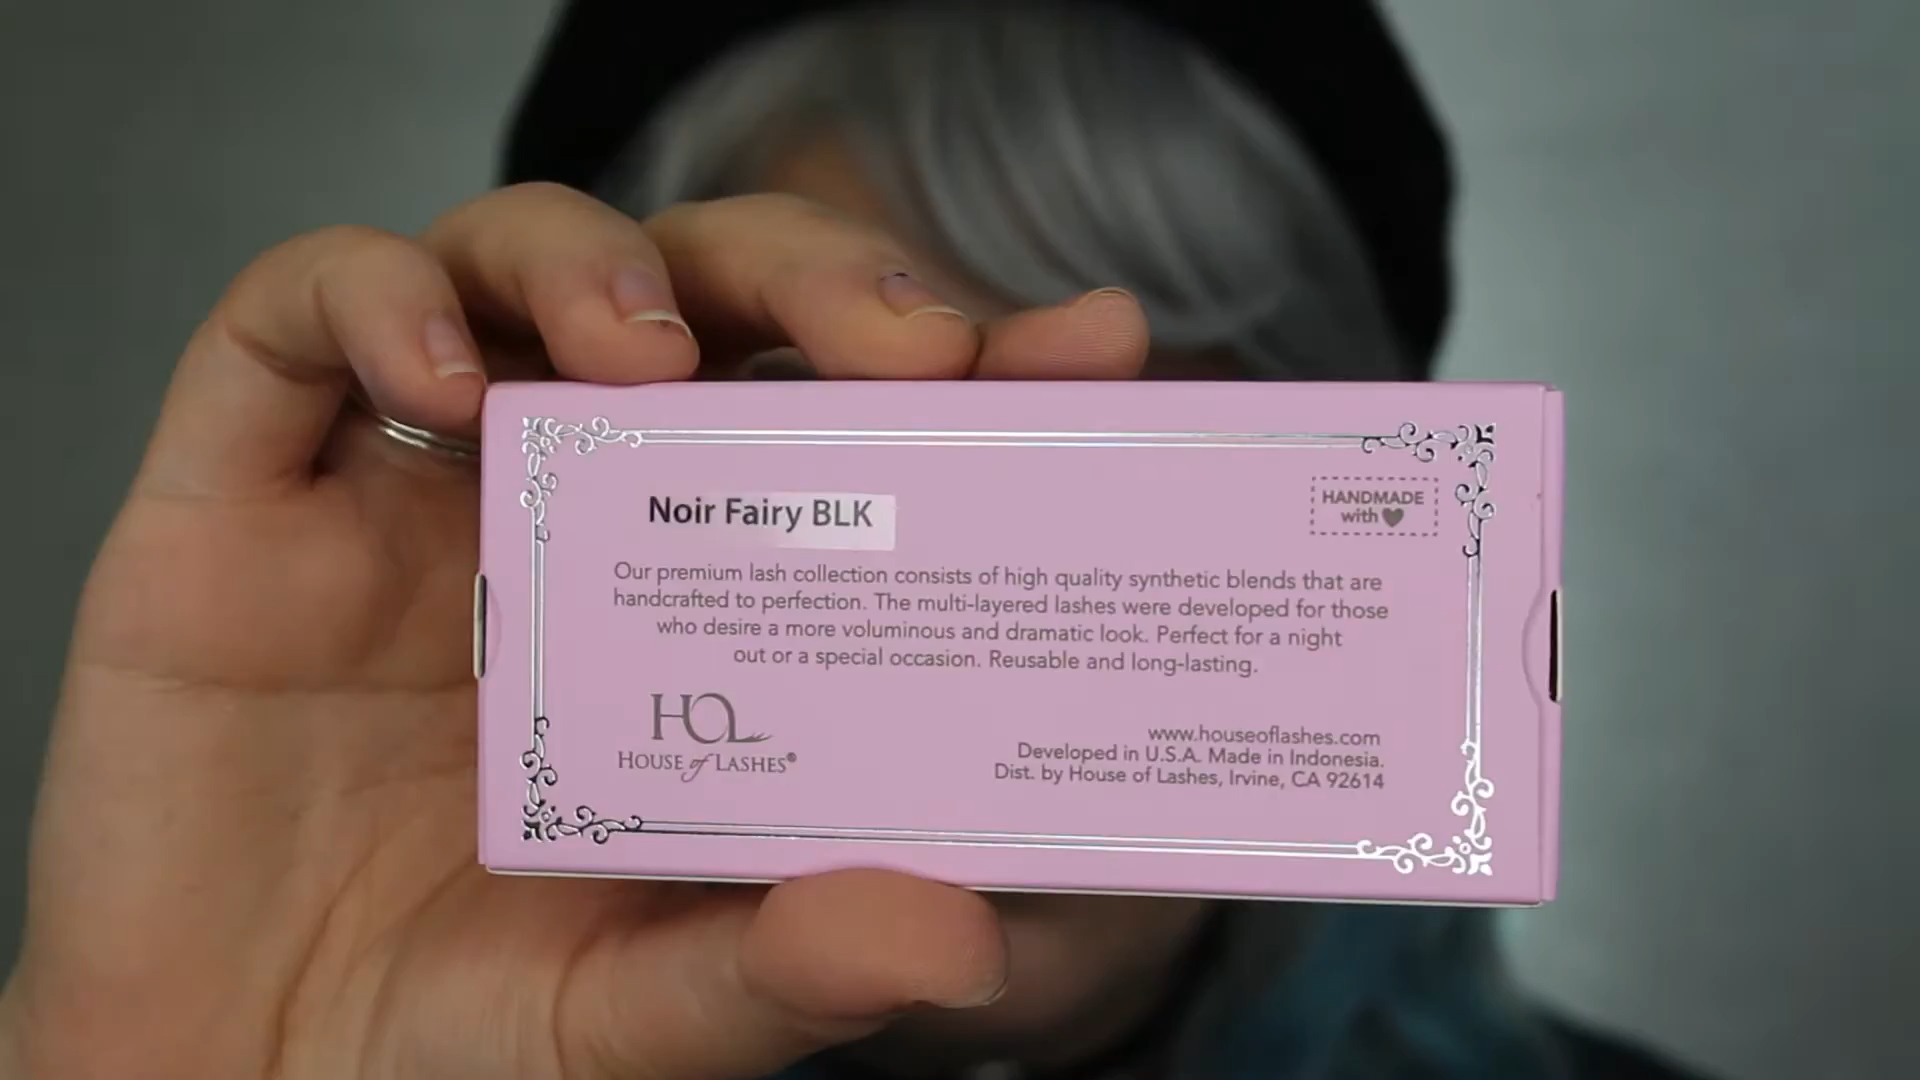 Noir Fairy BLK
HANDMADE
with
Our premium lash collection consists of high quality synthetic blends that are
handcrafted to perfection. The multi-layered lashes were developed for those
who desire a more voluminous and dramatic look. Perfect for a night
out or a special occasion. Reusable and long-lasting.
HOL
HOUSE of LASHES®
www.houseoflashes.com
Developed in U.S.A. Made in Indonesia.
Dist. by House of Lashes, Irvine, CA 92614